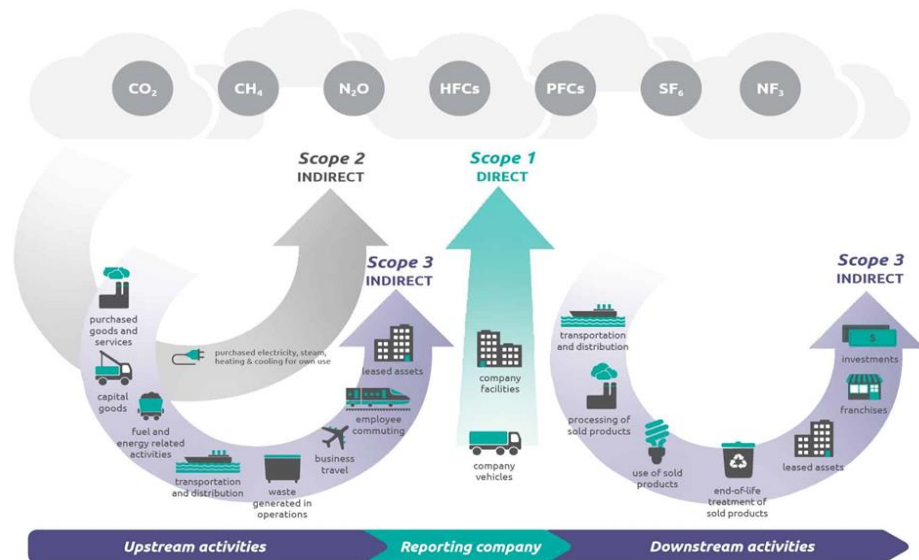 CO₂
CH₄
N₂O
HFCs
PFCs
SF₆
NF₃
Scope 2
INDIRECT
Scope 1
DIRECT
Scope 3
INDIRECT
Scope 3
INDIRECT
purchased
goods and
services
capital
goods
fuel and
energy related
activities
transportation
and distribution
waste
generated in
operations
business
travel
employee
commuting
leased assets
purchased electricity, steam,
heating & cooling for own use
company
facilities
company
vehicles
transportation
and distribution
processing of
sold products
use of sold
products
end-of-life
treatment of
sold products
leased assets
franchises
investments
$
Upstream activities
Reporting company
Downstream activities